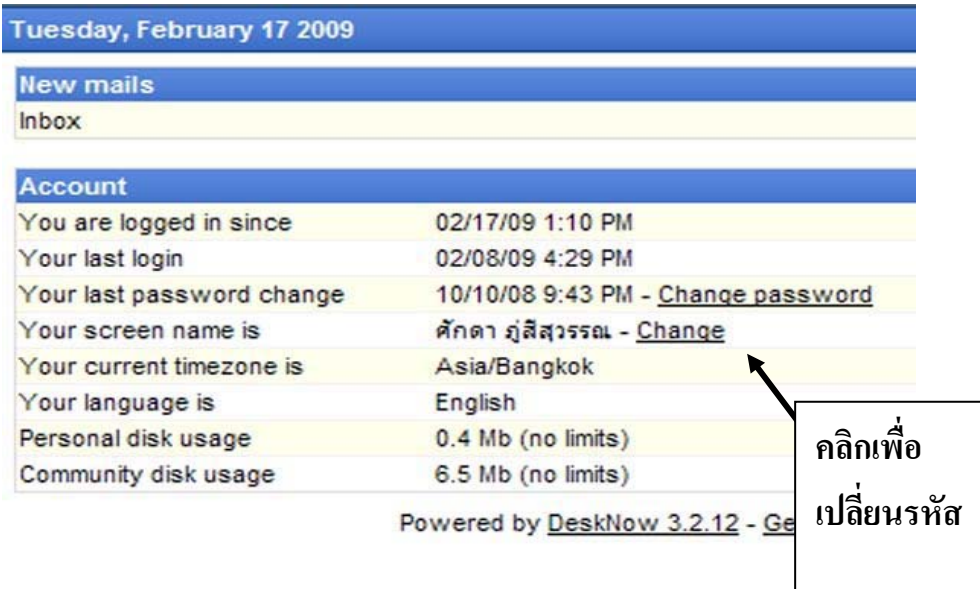 Tuesday, February 17 2009
New mails
Inbox
Account
You are logged in since 02/17/09 1:10 PM
Your last login 02/08/09 4:29 PM
Your last password change 10/10/08 9:43 PM - Change password
Your screen name is ศักดา ภู่สีสุวรรณ - Change
Your current timezone is Asia/Bangkok
Your language is English
Personal disk usage 0.4 Mb (no limits)
Community disk usage 6.5 Mb (no limits)
Powered by DeskNow 3.2.12 - Ge
คลิกเพื่อ
เปลี่ยนรหัส